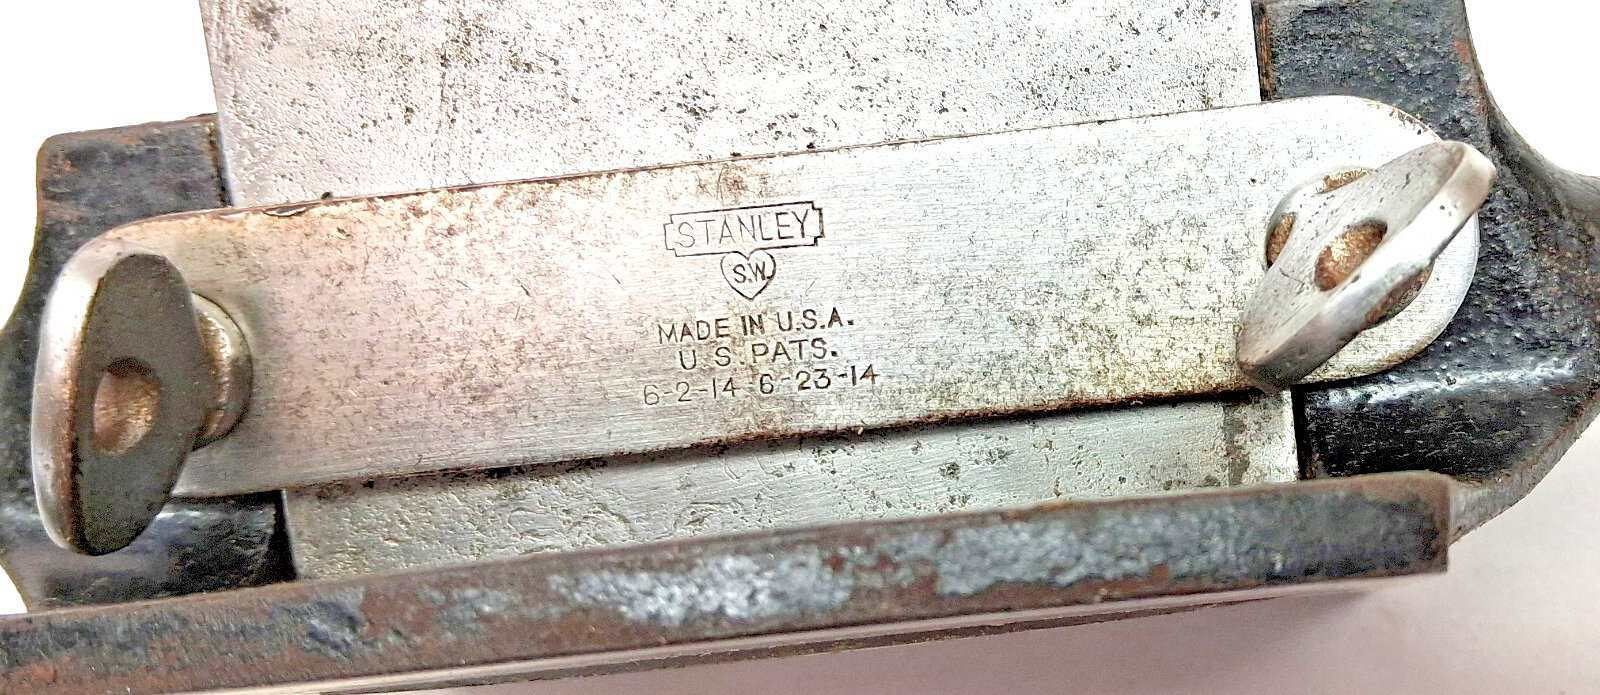 STANLEY
S.W.
MADE IN U.S.A.
U.S. PATS.
6-2-14-6-23-14